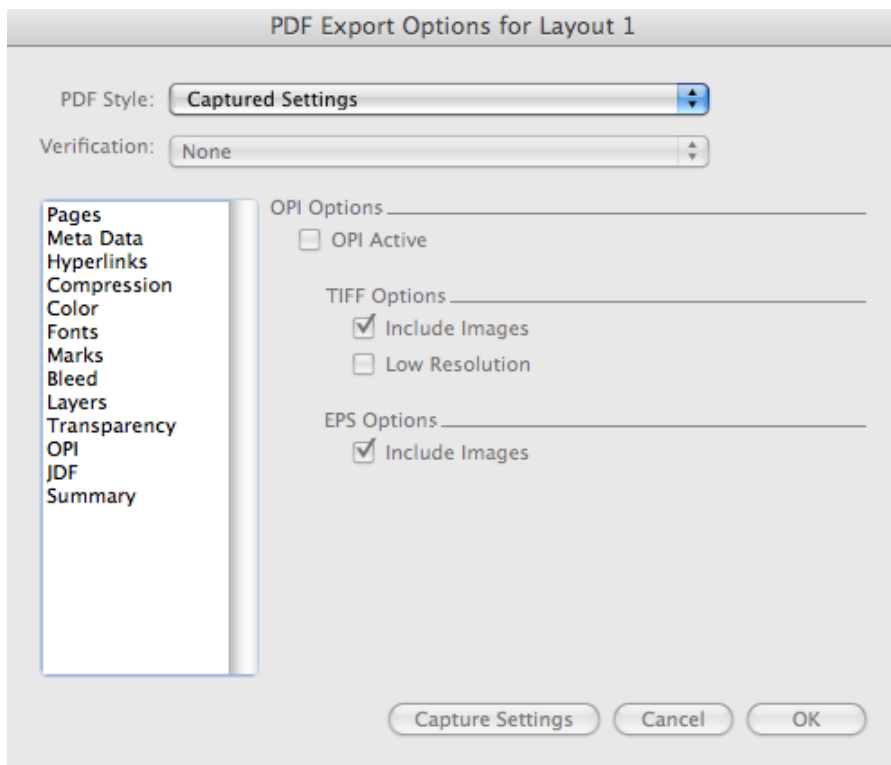 PDF Export Options for Layout 1
PDF Style: Captured Settings
Verification: None
Pages
Meta Data
Hyperlinks
Compression
Color
Fonts
Marks
Bleed
Layers
Transparency
OPI
JDF
Summary
OPI Options
OPI Active
TIFF Options
Include Images
Low Resolution
EPS Options
Include Images
Capture Settings Cancel OK